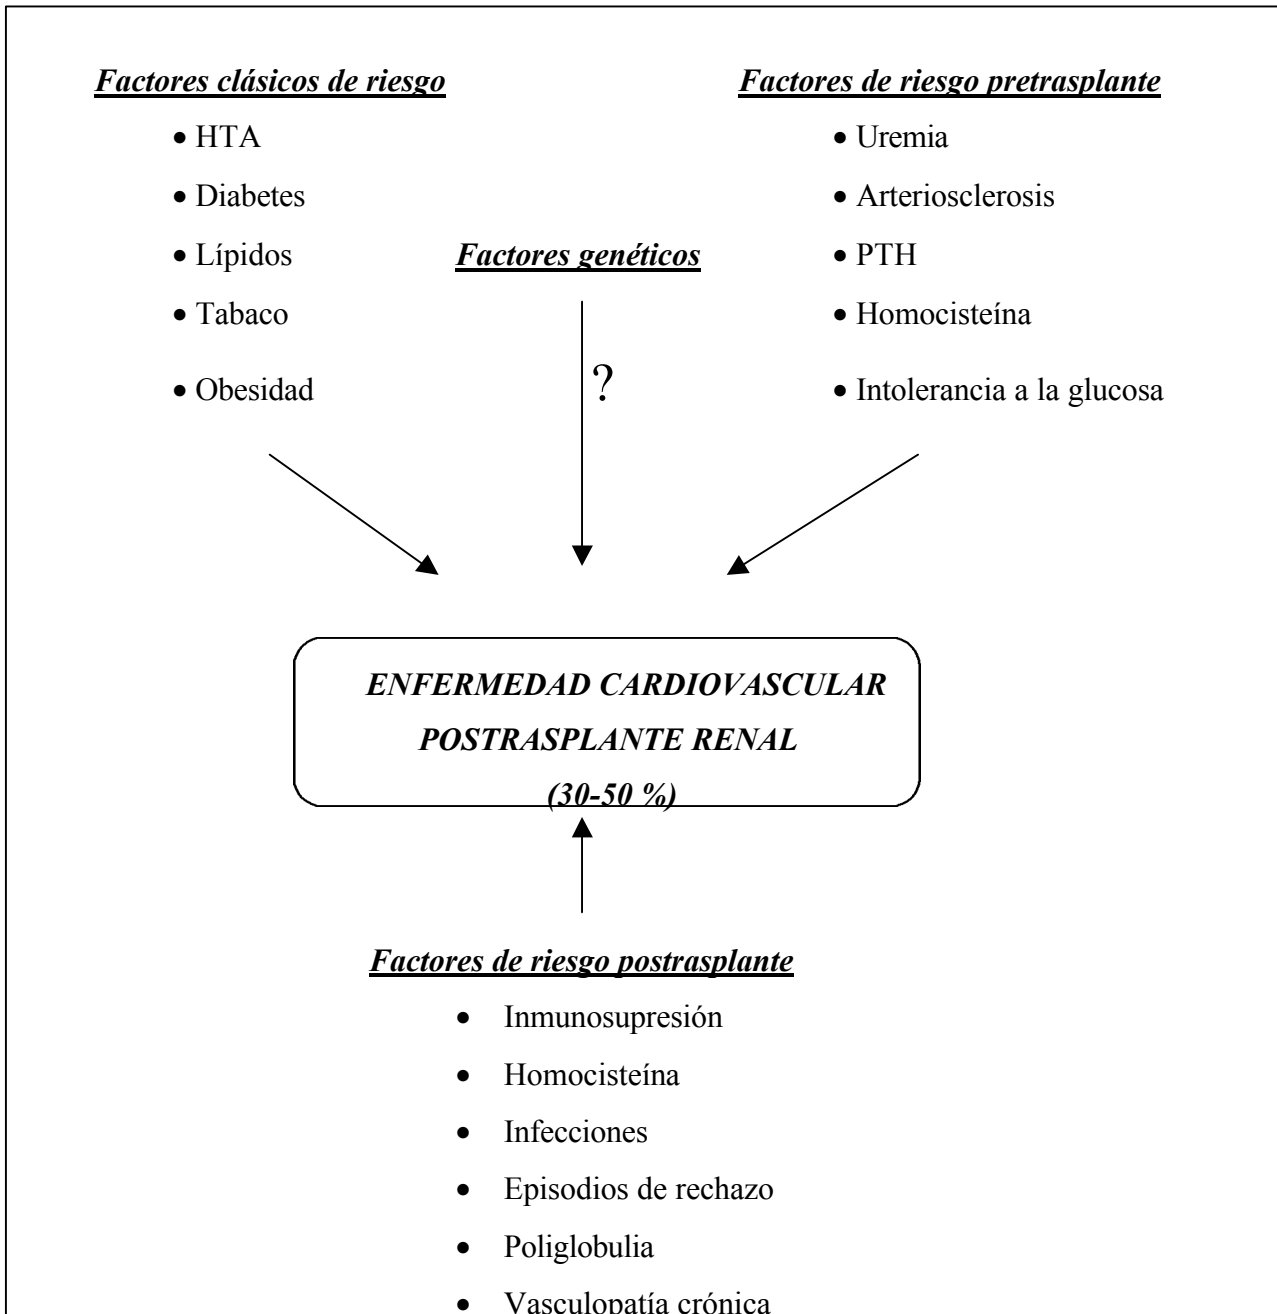 Factores clásicos de riesgo
• HTA
• Diabetes
• Lípidos
• Tabaco
• Obesidad
Factores genéticos
?
Factores de riesgo pretrasplante
• Uremia
• Arteriosclerosis
• PTH
• Homocisteína
• Intolerancia a la glucosa
ENFERMEDAD CARDIOVASCULAR
POSTRASPLANTE RENAL
(30-50 %)
Factores de riesgo postrasplante
• Inmunosupresión
• Homocisteína
• Infecciones
• Episodios de rechazo
• Poliglobulia
• Vasculopatía crónica